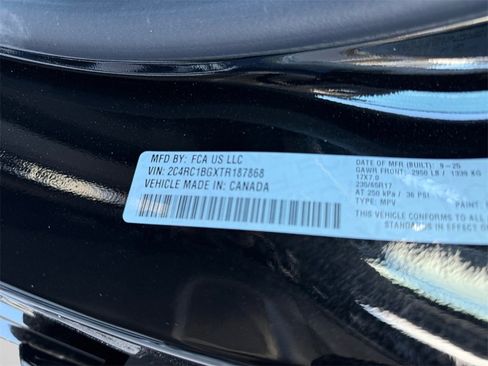 MFD BY: FCA US LLC
VIN: 2C4RC1BGXTR187868
VEHICLE MADE IN: CANADA
DATE OF MFR (BUILT): 9-25
GAWR FRONT: 2950 LB / 1339 KG
17X7.0
235/65R17
AT 250 kPa / 36 PSI
TYPE: MPV PAINT:
THIS VEHICLE CONFORMS TO ALL
STANDARDS IN EFFECT